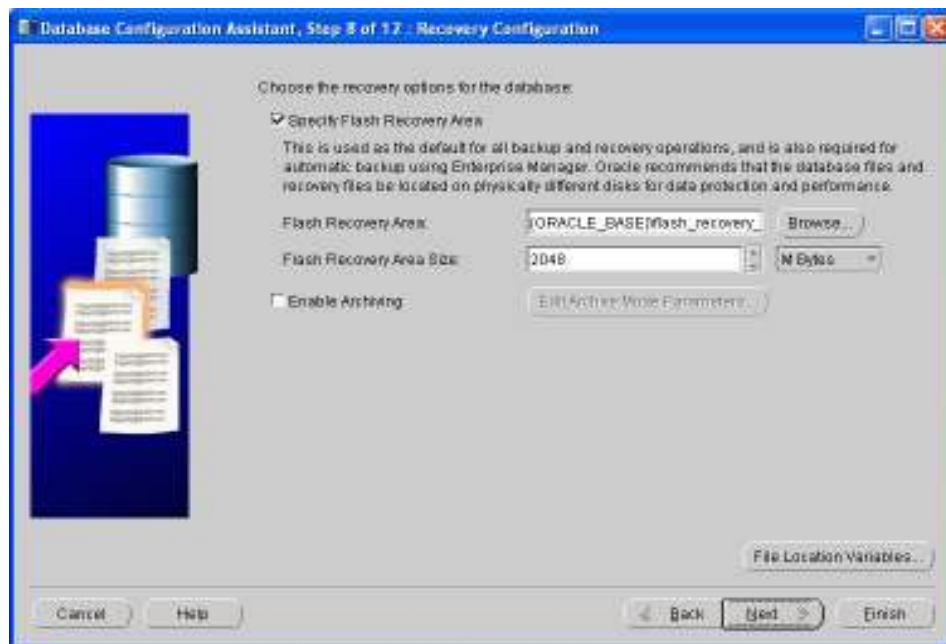 Database Configuration Assistant, Step 8 of 12 : Recovery Configuration
Choose the recovery options for the database:
Specify Flash Recovery Area
This is used as the default for all backup and recovery operations, and is also required for
automatic backup using Enterprise Manager. Oracle recommends that the database files and
recovery files be located on physically different disks for data protection and performance.
Flash Recovery Area: {ORACLE_BASE}\flash_recovery_ Browse...
Flash Recovery Area Size: 2048 M Bytes
Enable Archiving Edit Archive Mode Parameters...
File Location Variables...
Cancel Help Back Next Finish